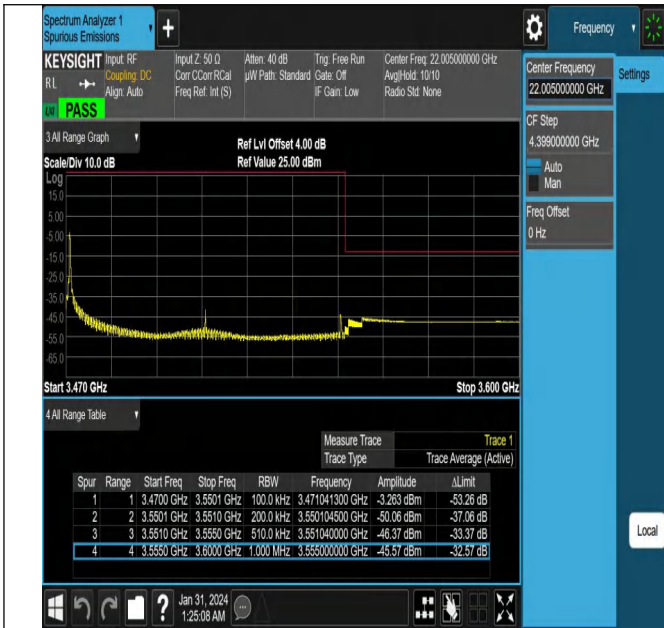 Spectrum Analyzer 1
Spurious Emissions
Frequency
KEYSIGHT Input: RF Input Z: 50 Ω Atten: 40 dB Trig: Free Run Center Freq: 22.005000000 GHz
RL Coupling: DC Corr CCorr RCal µW Path: Standard Gate: Off Avg|Hold: 10/10
Align: Auto Freq Ref: Int (S) IF Gain: Low Radio Std: None
PASS
Center Frequency
22.005000000 GHz
Settings
CF Step
4.399000000 GHz
Auto
Man
Freq Offset
0 Hz
3 All Range Graph
Ref Lvl Offset 4.00 dB
Scale/Div 10.0 dB Ref Value 25.00 dBm
Log
15.0
5.00
-5.00
-15.0
-25.0
-35.0
-45.0
-55.0
-65.0
Start 3.470 GHz Stop 3.600 GHz
4 All Range Table
Measure Trace Trace 1
Trace Type Trace Average (Active)
Spur Range Start Freq Stop Freq RBW Frequency Amplitude ΔLimit
1 1 3.4700 GHz 3.5501 GHz 100.0 kHz 3.471041300 GHz -3.263 dBm -53.26 dB
2 2 3.5501 GHz 3.5510 GHz 200.0 kHz 3.550104500 GHz -50.06 dBm -37.06 dB
3 3 3.5510 GHz 3.5550 GHz 510.0 kHz 3.551040000 GHz -46.37 dBm -33.37 dB
4 4 3.5550 GHz 3.6000 GHz 1.000 MHz 3.555000000 GHz -45.57 dBm -32.57 dB
Local
Jan 31, 2024
1:25:08 AM